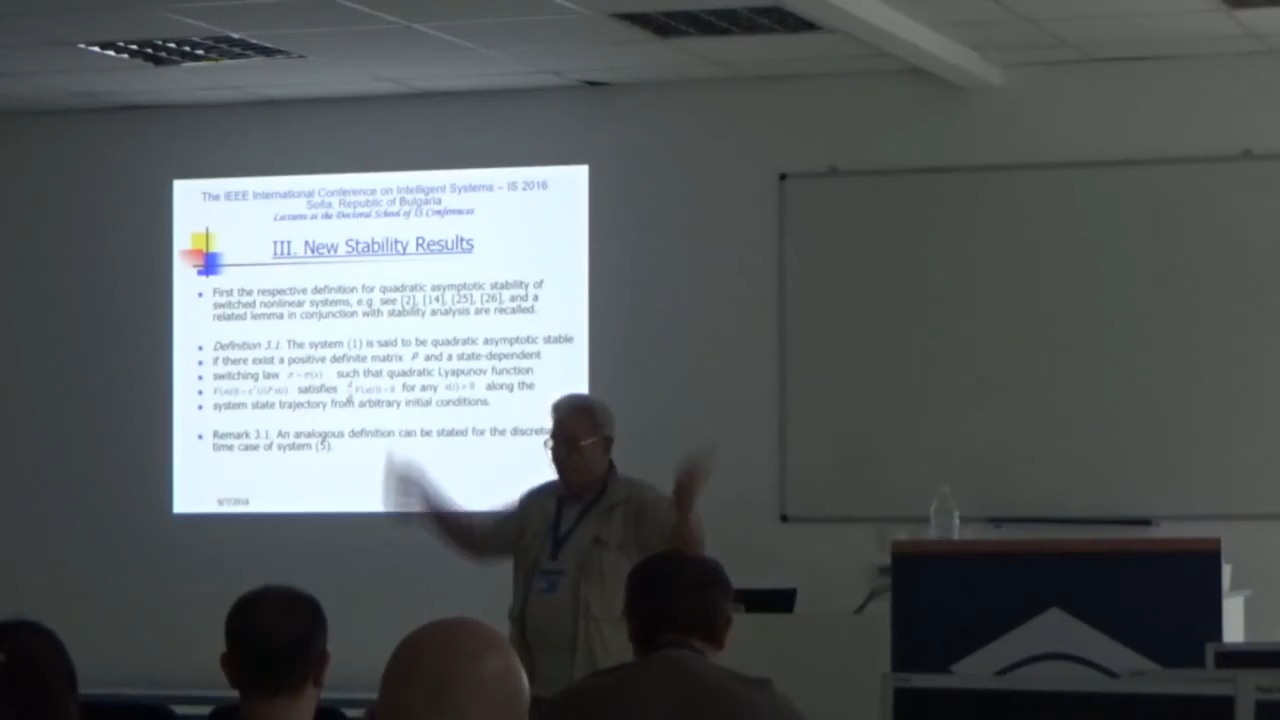 The IEEE International Conference on Intelligent Systems – IS 2016
Sofia, Republic of Bulgaria
Lectures at the Doctoral School of IS Conferences
III. New Stability Results
First the respective definition for quadratic asymptotic stability of
switched nonlinear systems, e.g. see [2], [14], [25], [26], and a
related lemma in conjunction with stability analysis are recalled.
Definition 3.1. The system (1) is said to be quadratic asymptotic stable
if there exist a positive definite matrix P and a state-dependent
switching law such that quadratic Lyapunov function
satisfies for any along the
system state trajectory from arbitrary initial conditions.
Remark 3.1. An analogous definition can be stated for the discrete
time case of system (5).